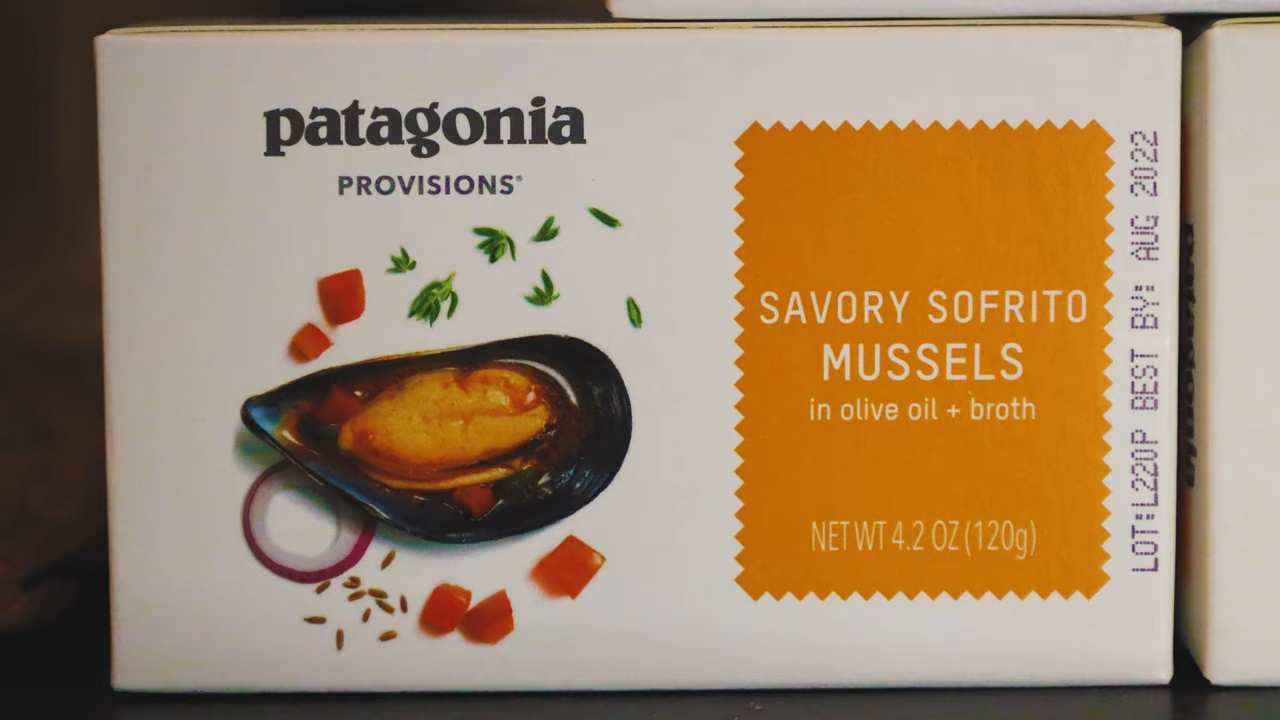 patagonia
PROVISIONS®
SAVORY SOFRITO
MUSSELS
in olive oil + broth
NET WT 4.2 OZ (120g)
LOT:L220P BEST BY: AUG 2022